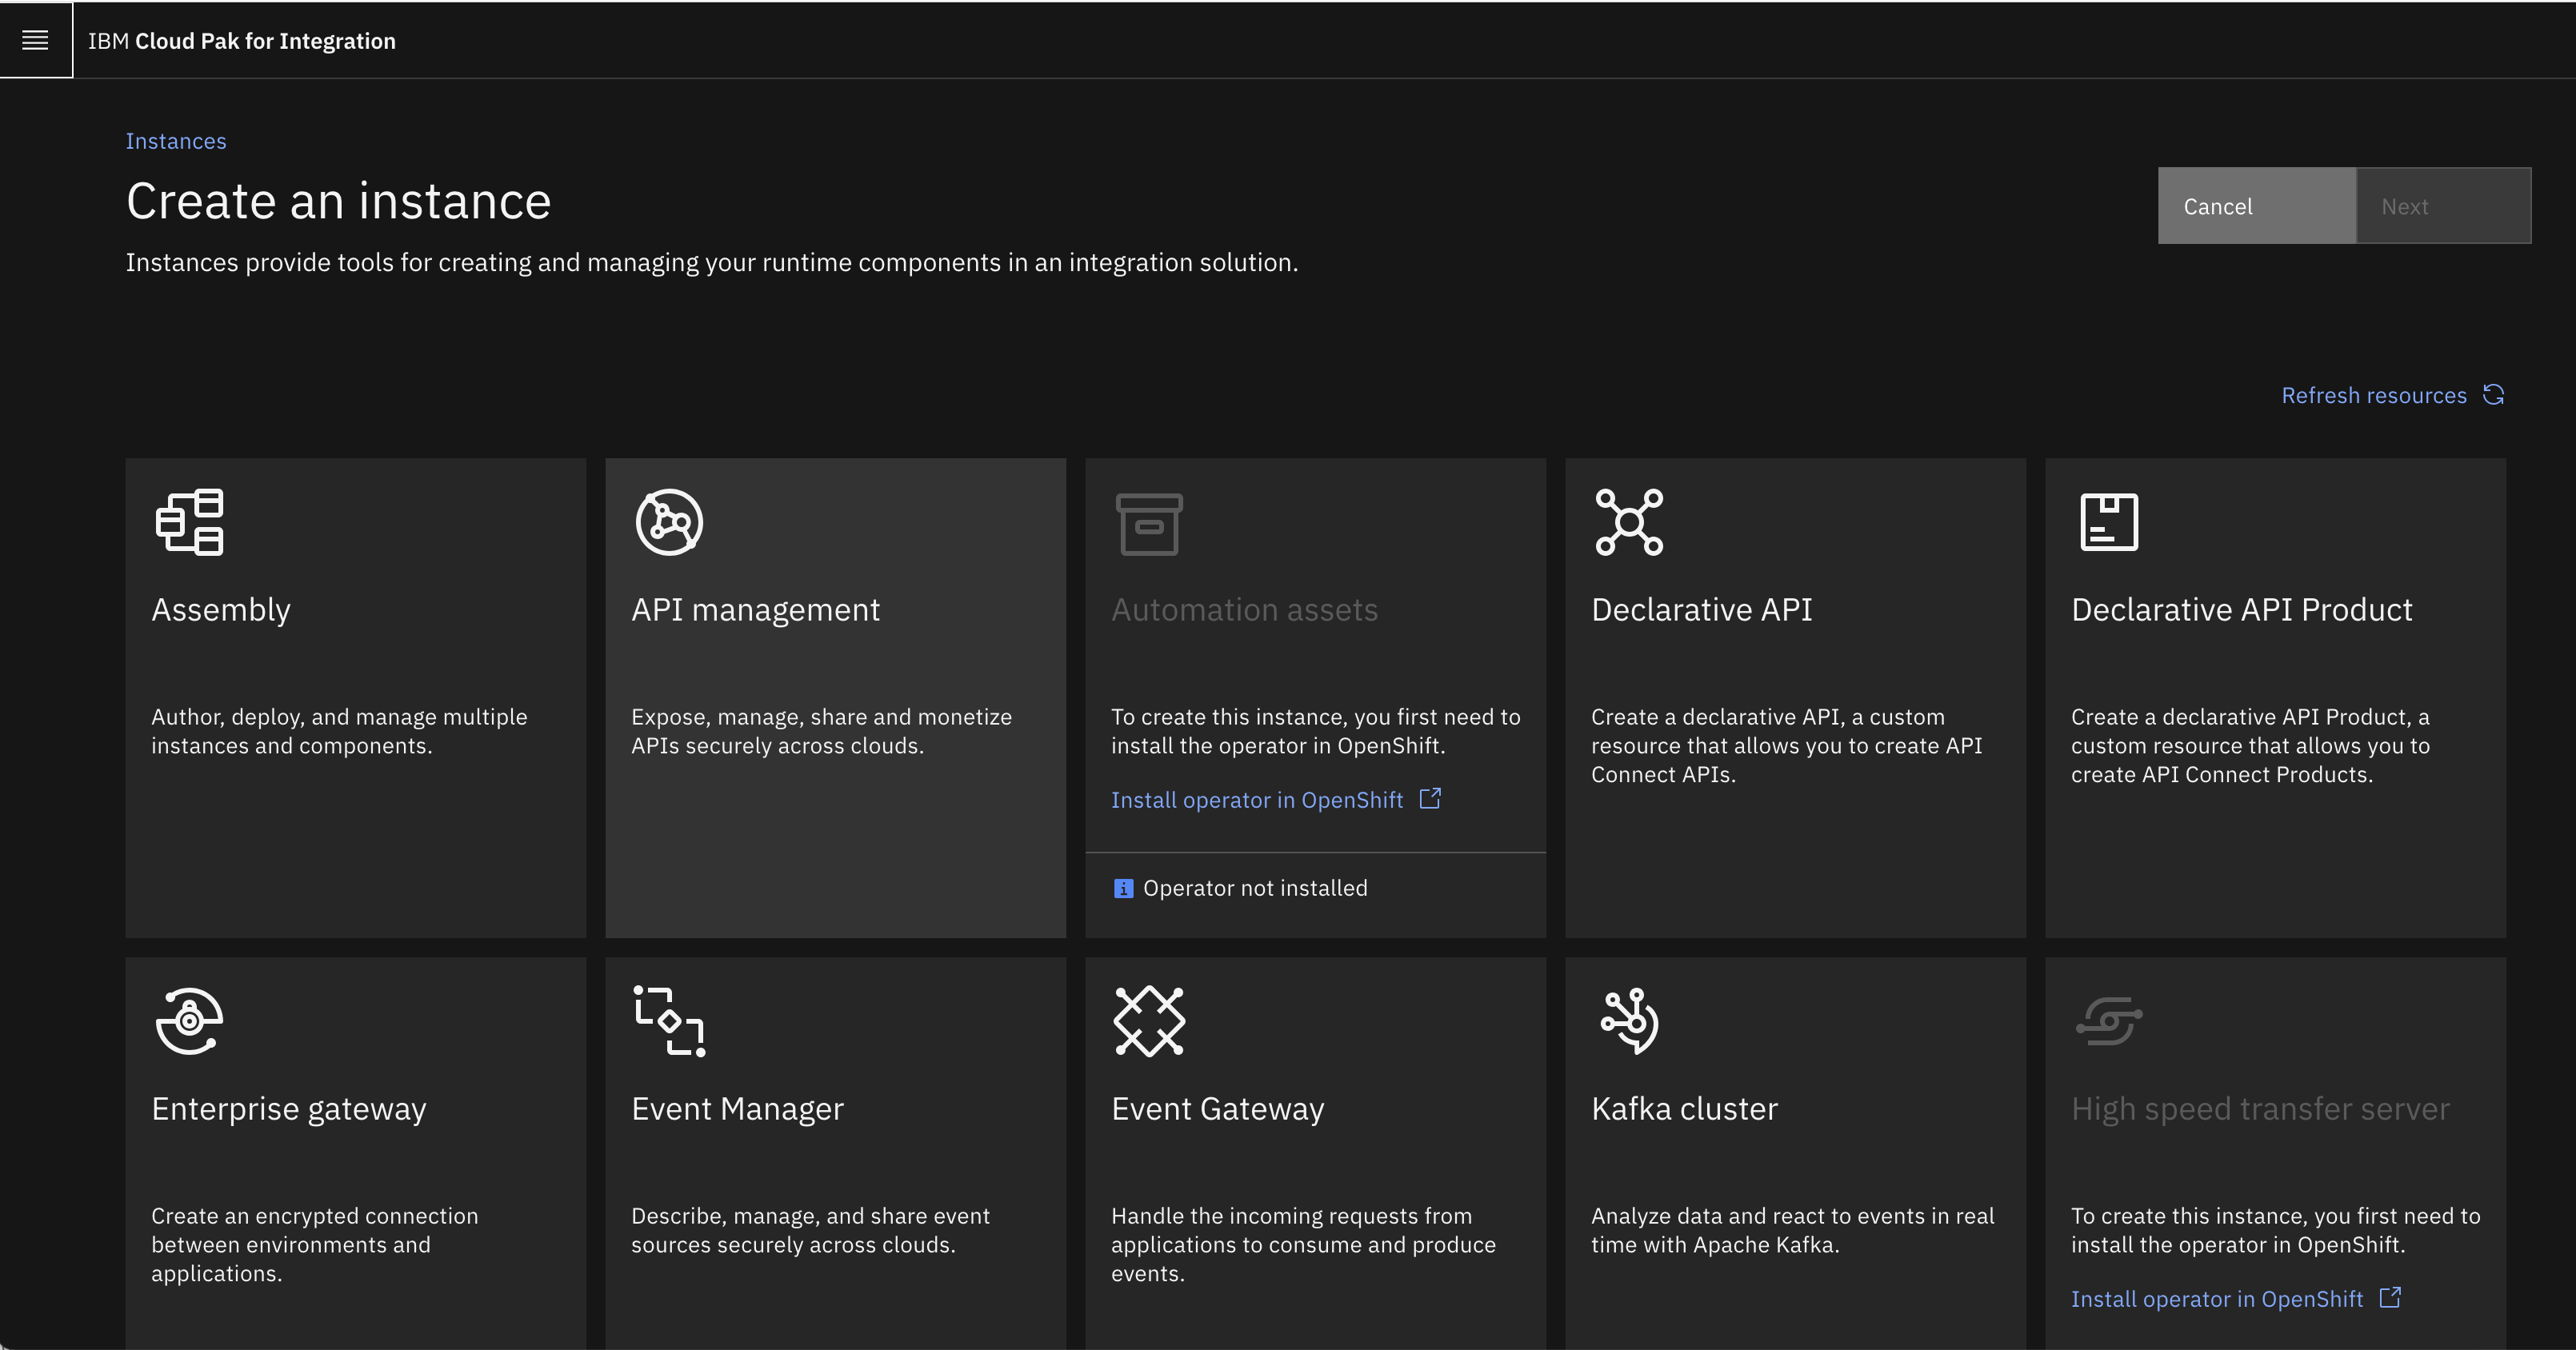 IBM Cloud Pak for Integration
Instances
Create an instance
Instances provide tools for creating and managing your runtime components in an integration solution.
Cancel
Next
Refresh resources
Assembly
Author, deploy, and manage multiple
instances and components.
API management
Expose, manage, share and monetize
APIs securely across clouds.
Automation assets
To create this instance, you first need to
install the operator in OpenShift.
Install operator in OpenShift
Operator not installed
Declarative API
Create a declarative API, a custom
resource that allows you to create API
Connect APIs.
Declarative API Product
Create a declarative API Product, a
custom resource that allows you to
create API Connect Products.
Enterprise gateway
Create an encrypted connection
between environments and
applications.
Event Manager
Describe, manage, and share event
sources securely across clouds.
Event Gateway
Handle the incoming requests from
applications to consume and produce
events.
Kafka cluster
Analyze data and react to events in real
time with Apache Kafka.
High speed transfer server
To create this instance, you first need to
install the operator in OpenShift.
Install operator in OpenShift